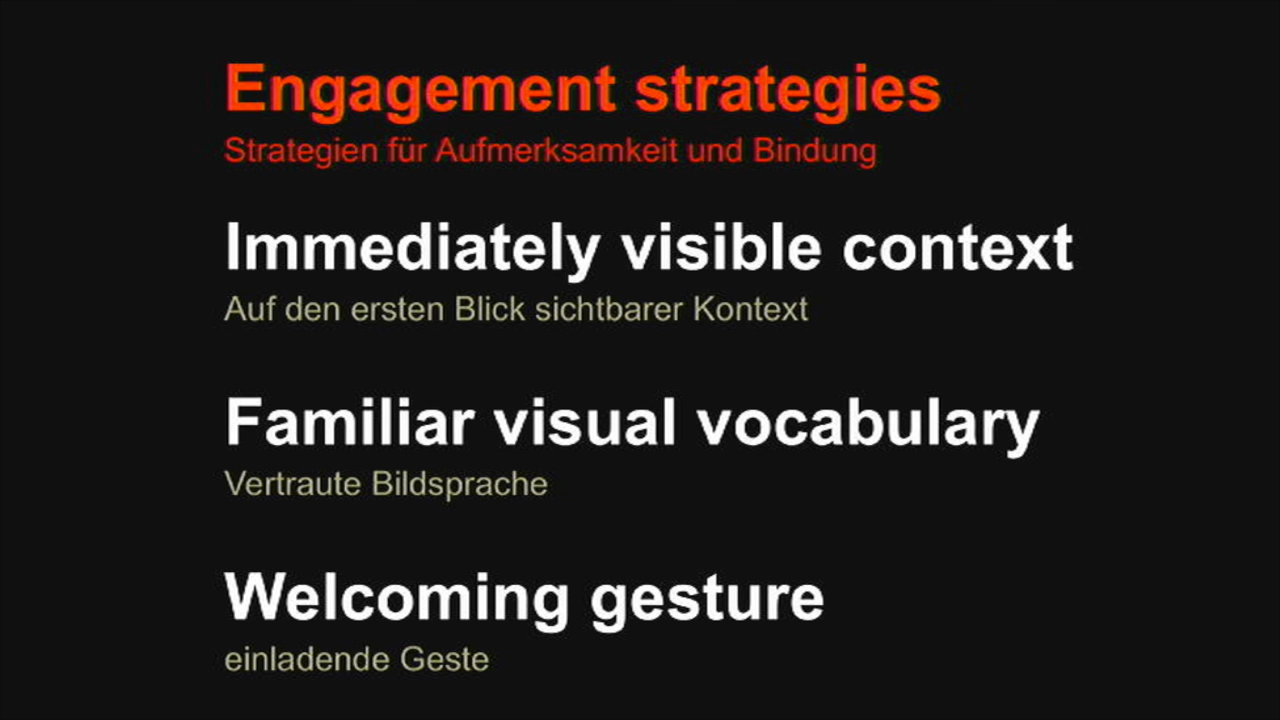 Engagement strategies
Strategien für Aufmerksamkeit und Bindung
Immediately visible context
Auf den ersten Blick sichtbarer Kontext
Familiar visual vocabulary
Vertraute Bildsprache
Welcoming gesture
einladende Geste